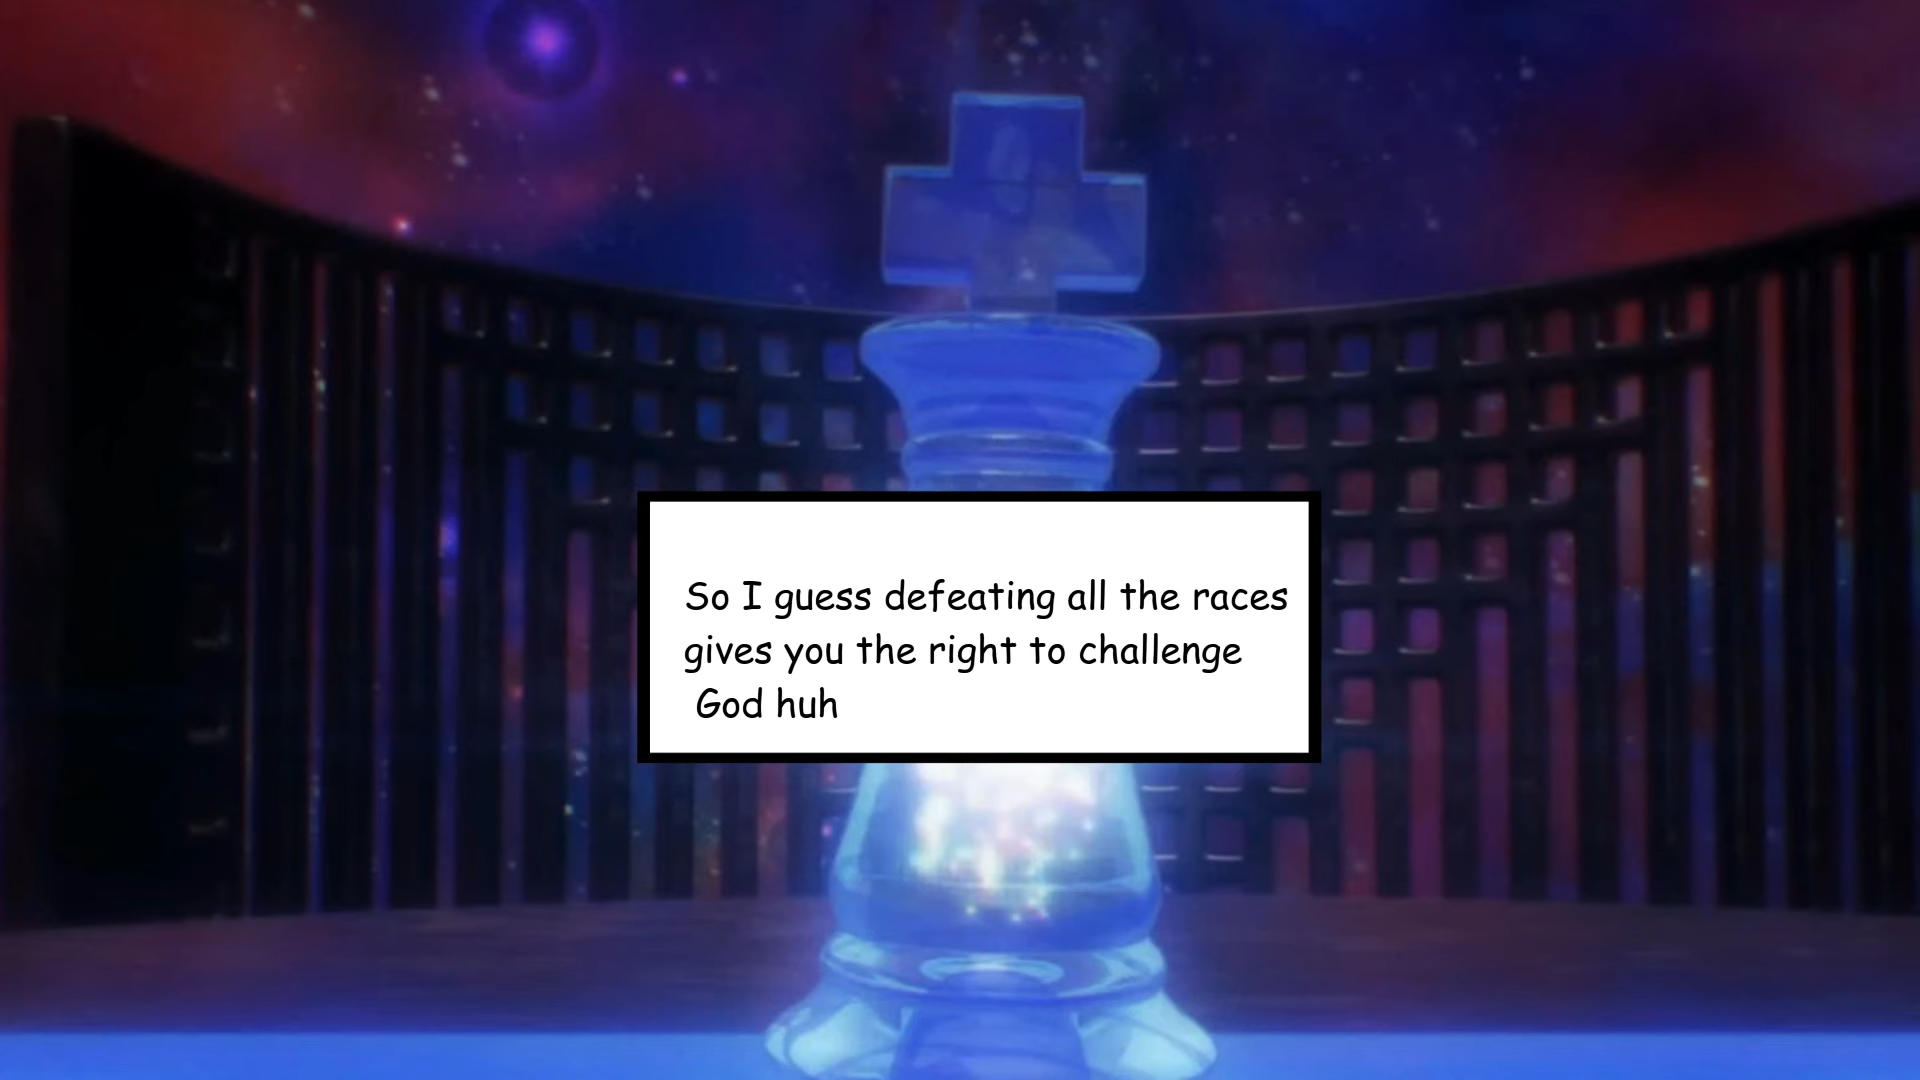 So I guess defeating all the races
gives you the right to challenge
God huh